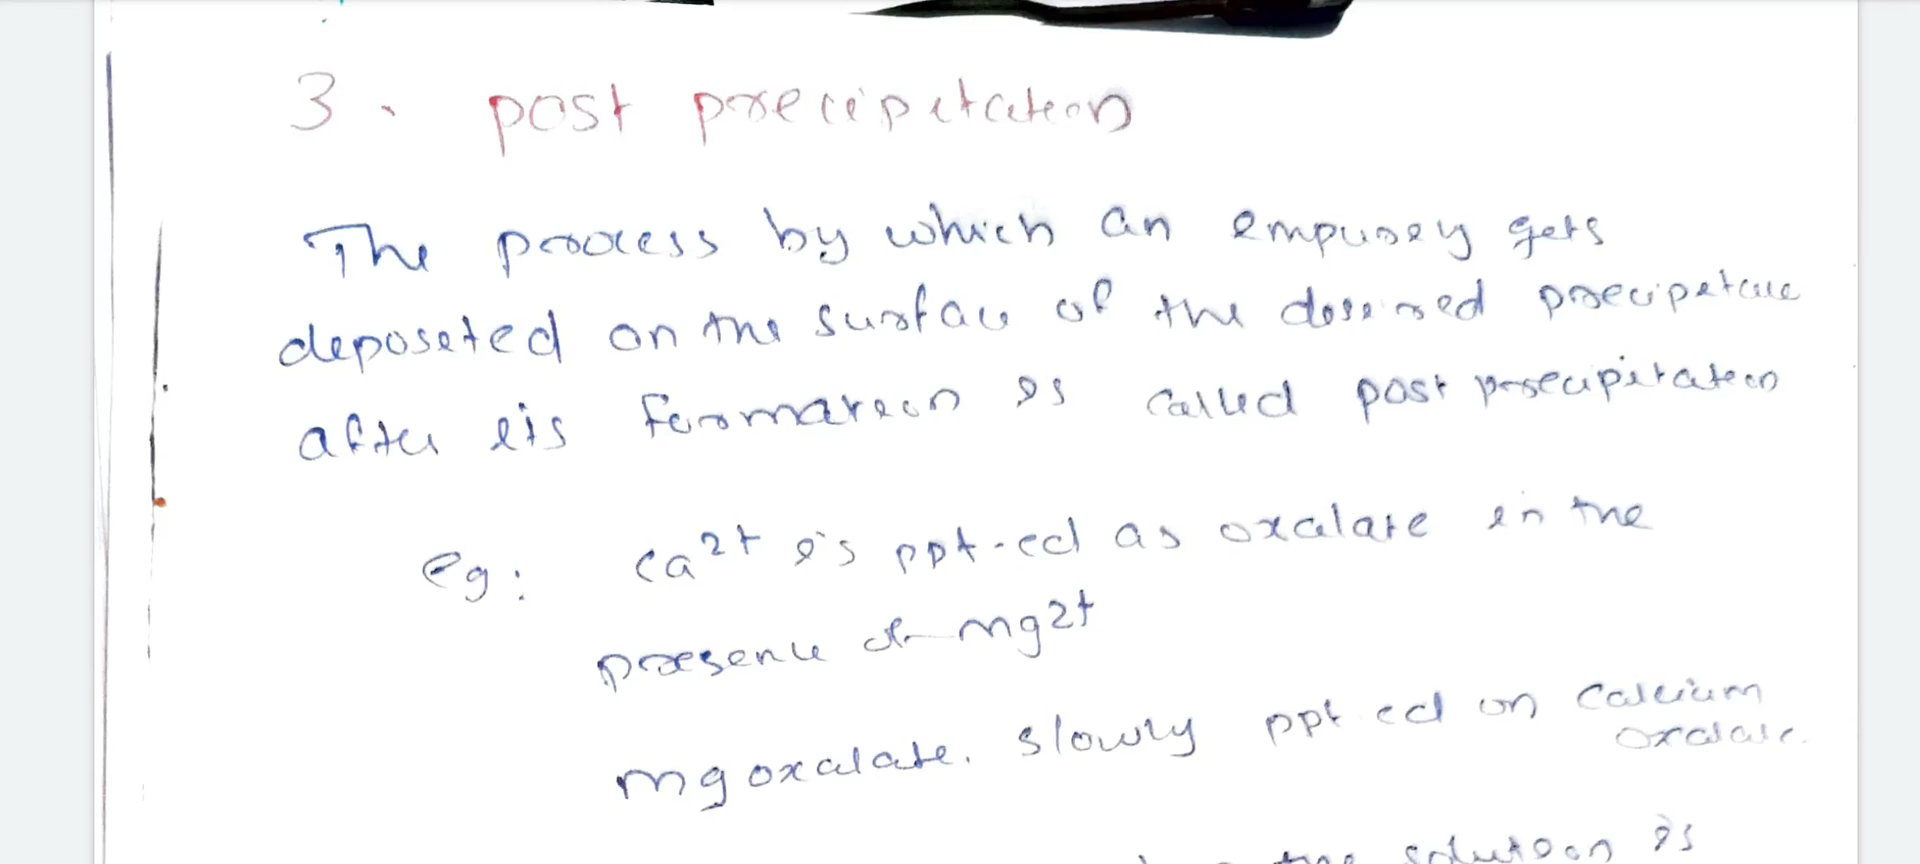 3. post precipitation
The process by which an impurity gets
deposited on the surface of the desired precipitate
after its formation is called post precipitation
eg: Ca2+ is ppt-ed as oxalate in the
presence of mg2+
mg oxalate. slowly ppt ed on calcium
oxalate.
the solution is